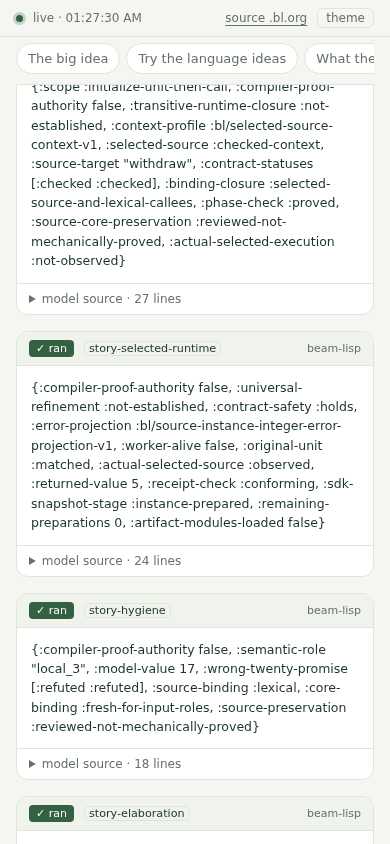 live · 01:27:30 AM
source .bl.org
theme
The big idea
Try the language ideas
What the
{:scope :initialize-unit-then-call, :compiler-proof-
authority false, :transitive-runtime-closure :not-
established, :context-profile :bl/selected-source-
context-v1, :selected-source :checked-context,
:source-target "withdraw", :contract-statuses
[:checked :checked], :binding-closure :selected-
source-and-lexical-callees, :phase-check :proved,
:source-core-preservation :reviewed-not-
mechanically-proved, :actual-selected-execution
:not-observed}
model source · 27 lines
✓ ran story-selected-runtime beam-lisp
{:compiler-proof-authority false, :universal-
refinement :not-established, :contract-safety :holds,
:error-projection :bl/source-instance-integer-error-
projection-v1, :worker-alive false, :original-unit
:matched, :actual-selected-source :observed,
:returned-value 5, :receipt-check :conforming, :sdk-
snapshot-stage :instance-prepared, :remaining-
preparations 0, :artifact-modules-loaded false}
model source · 24 lines
✓ ran story-hygiene beam-lisp
{:compiler-proof-authority false, :semantic-role
"local_3", :model-value 17, :wrong-twenty-promise
[:refuted :refuted], :source-binding :lexical, :core-
binding :fresh-for-input-roles, :source-preservation
:reviewed-not-mechanically-proved}
model source · 18 lines
✓ ran story-elaboration beam-lisp